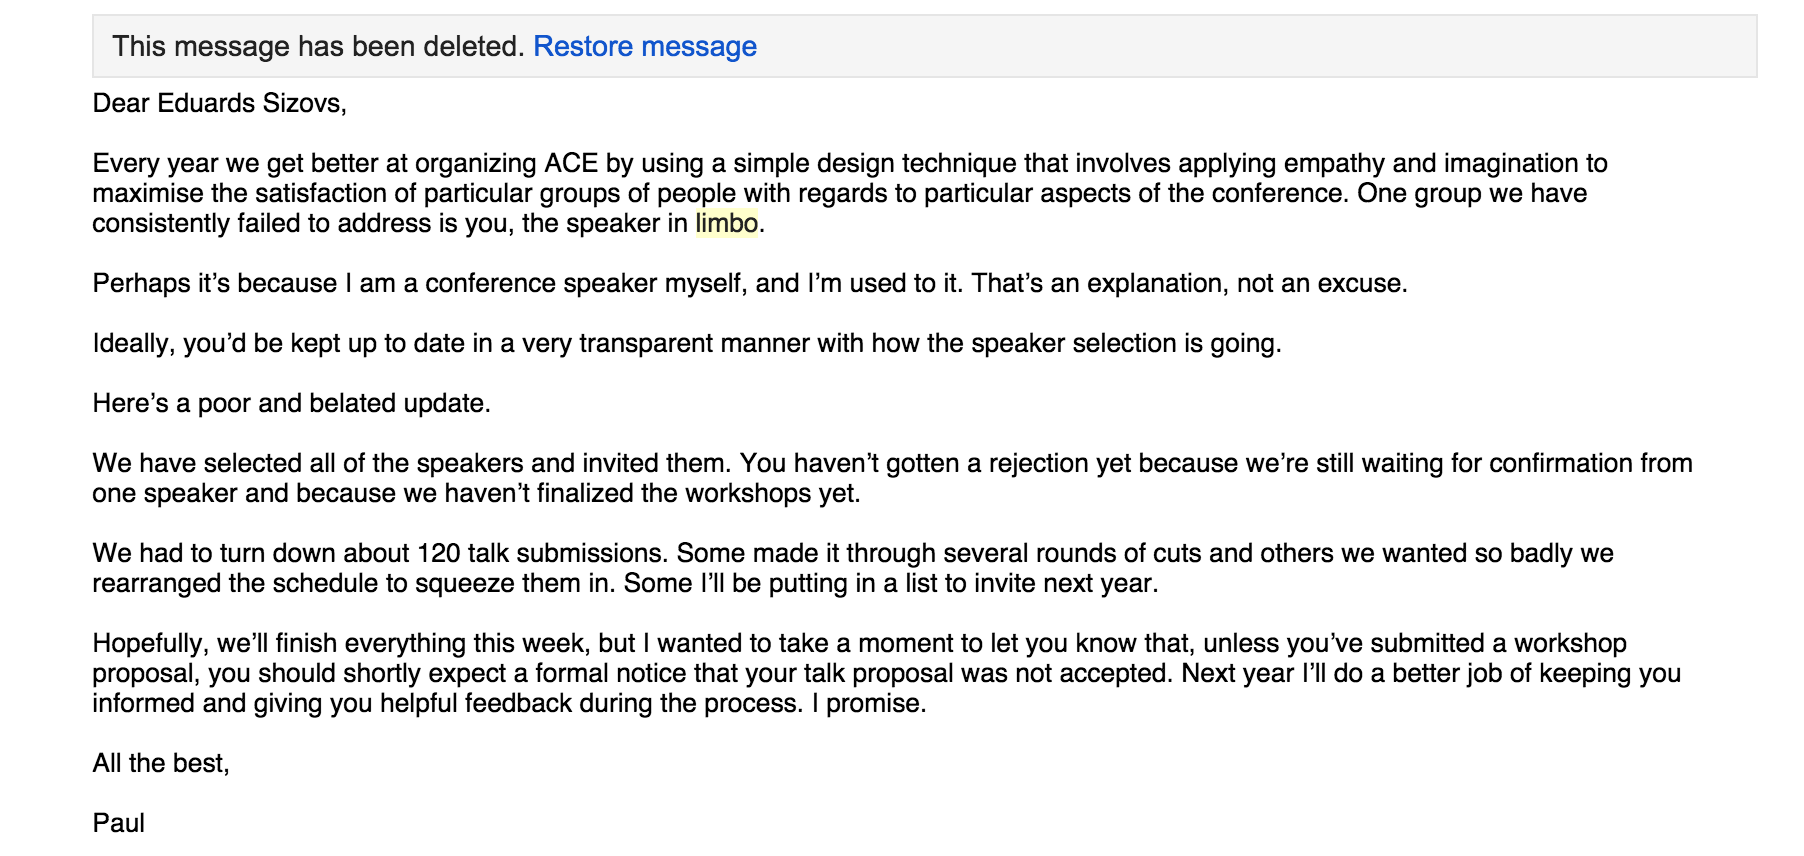 This message has been deleted. Restore message
Dear Eduards Sizovs,
Every year we get better at organizing ACE by using a simple design technique that involves applying empathy and imagination to
maximise the satisfaction of particular groups of people with regards to particular aspects of the conference. One group we have
consistently failed to address is you, the speaker in limbo.
Perhaps it’s because I am a conference speaker myself, and I’m used to it. That’s an explanation, not an excuse.
Ideally, you’d be kept up to date in a very transparent manner with how the speaker selection is going.
Here’s a poor and belated update.
We have selected all of the speakers and invited them. You haven’t gotten a rejection yet because we’re still waiting for confirmation from
one speaker and because we haven’t finalized the workshops yet.
We had to turn down about 120 talk submissions. Some made it through several rounds of cuts and others we wanted so badly we
rearranged the schedule to squeeze them in. Some I’ll be putting in a list to invite next year.
Hopefully, we’ll finish everything this week, but I wanted to take a moment to let you know that, unless you’ve submitted a workshop
proposal, you should shortly expect a formal notice that your talk proposal was not accepted. Next year I’ll do a better job of keeping you
informed and giving you helpful feedback during the process. I promise.
All the best,
Paul